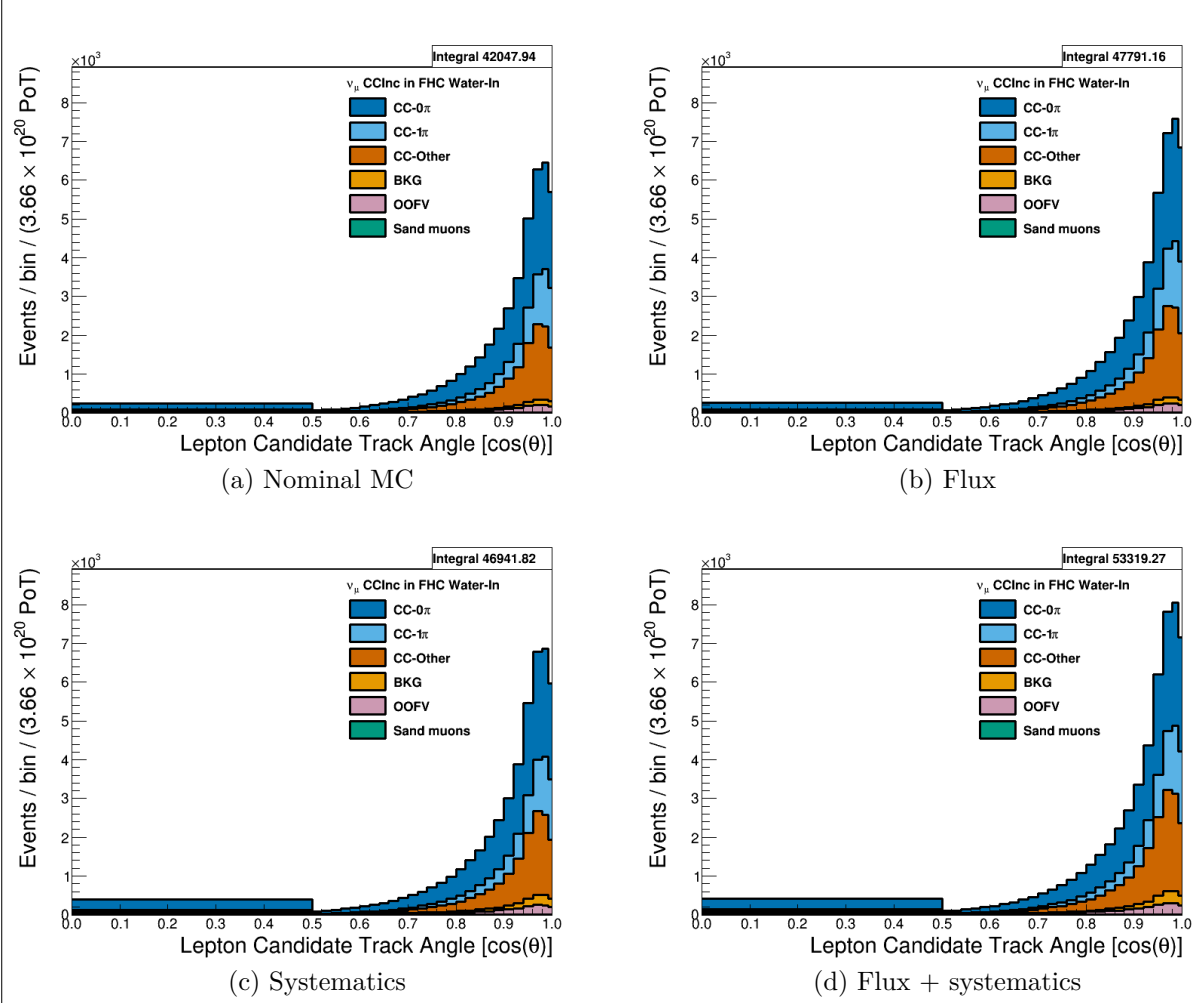 Integral 42047.94
×10³
ν_μ CCInc in FHC Water-In
CC-0π
CC-1π
CC-Other
BKG
OOFV
Sand muons
Events / bin / (3.66 × 10²⁰ PoT)
8
7
6
5
4
3
2
1
0
0.0 0.1 0.2 0.3 0.4 0.5 0.6 0.7 0.8 0.9 1.0
Lepton Candidate Track Angle [cos(θ)]
(a) Nominal MC
Integral 47791.16
×10³
ν_μ CCInc in FHC Water-In
CC-0π
CC-1π
CC-Other
BKG
OOFV
Sand muons
Events / bin / (3.66 × 10²⁰ PoT)
8
7
6
5
4
3
2
1
0
0.0 0.1 0.2 0.3 0.4 0.5 0.6 0.7 0.8 0.9 1.0
Lepton Candidate Track Angle [cos(θ)]
(b) Flux
Integral 46941.82
×10³
ν_μ CCInc in FHC Water-In
CC-0π
CC-1π
CC-Other
BKG
OOFV
Sand muons
Events / bin / (3.66 × 10²⁰ PoT)
8
7
6
5
4
3
2
1
0
0.0 0.1 0.2 0.3 0.4 0.5 0.6 0.7 0.8 0.9 1.0
Lepton Candidate Track Angle [cos(θ)]
(c) Systematics
Integral 53319.27
×10³
ν_μ CCInc in FHC Water-In
CC-0π
CC-1π
CC-Other
BKG
OOFV
Sand muons
Events / bin / (3.66 × 10²⁰ PoT)
8
7
6
5
4
3
2
1
0
0.0 0.1 0.2 0.3 0.4 0.5 0.6 0.7 0.8 0.9 1.0
Lepton Candidate Track Angle [cos(θ)]
(d) Flux + systematics